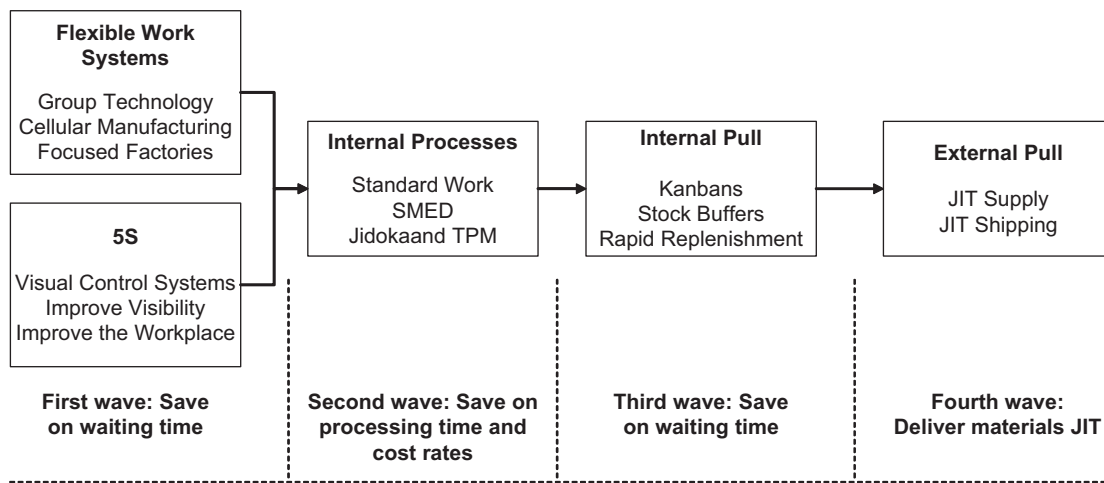 Flexible Work
Systems
Group Technology
Cellular Manufacturing
Focused Factories
5S
Visual Control Systems
Improve Visibility
Improve the Workplace
Internal Processes
Standard Work
SMED
Jidokaand TPM
Internal Pull
Kanbans
Stock Buffers
Rapid Replenishment
External Pull
JIT Supply
JIT Shipping
First wave: Save
on waiting time
Second wave: Save on
processing time and
cost rates
Third wave: Save
on waiting time
Fourth wave:
Deliver materials JIT